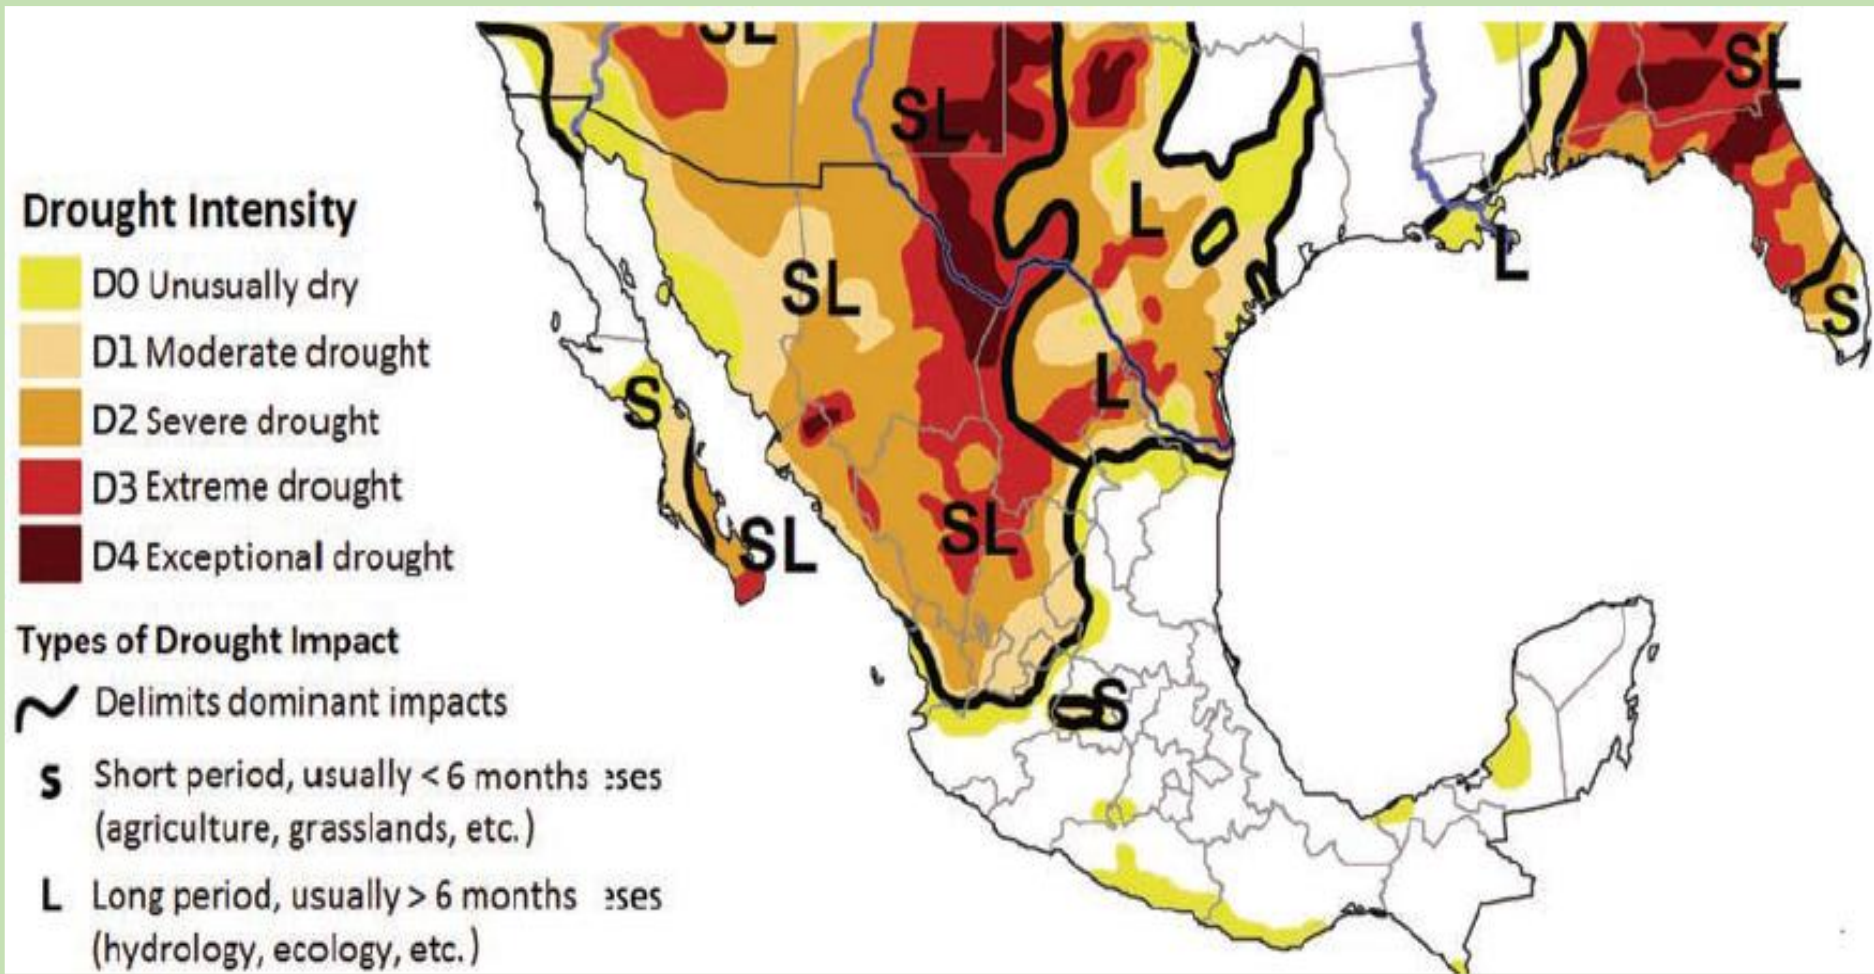 SL
SL
SL
Drought Intensity
L
D0 Unusually dry
SL
L
S
D1 Moderate drought
L
S
D2 Severe drought
D3 Extreme drought
SL
SL
D4 Exceptional drought
Types of Drought Impact
Delimits dominant impacts
S
S Short period, usually < 6 months eses
(agriculture, grasslands, etc.)
L Long period, usually > 6 months eses
(hydrology, ecology, etc.)